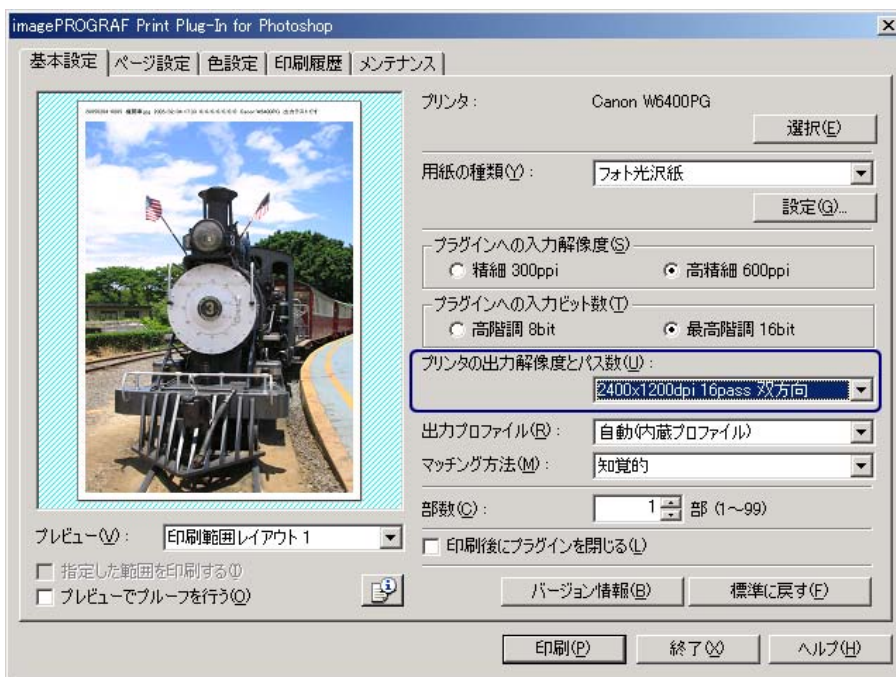 imagePROGRAF Print Plug-In for Photoshop
基本設定 ページ設定 色設定 印刷履歴 メンテナンス
プリンタ: Canon W6400PG
選択(E)
用紙の種類(Y): フォト光沢紙
設定(G)...
プラグインへの入力解像度(S)
精細 300ppi 高精細 600ppi
プラグインへの入力ビット数(T)
高階調 8bit 最高階調 16bit
プリンタの出力解像度とパス数(U):
2400x1200dpi 16pass 双方向
出力プロファイル(R): 自動(内蔵プロファイル)
マッチング方法(M): 知覚的
部数(C): 1 部 (1~99)
印刷後にプラグインを閉じる(L)
3
プレビュー(V): 印刷範囲レイアウト 1
指定した範囲を印刷する(I)
プレビューでプルーフを行う(O)
バージョン情報(B) 標準に戻す(F)
印刷(P) 終了(X) ヘルプ(H)